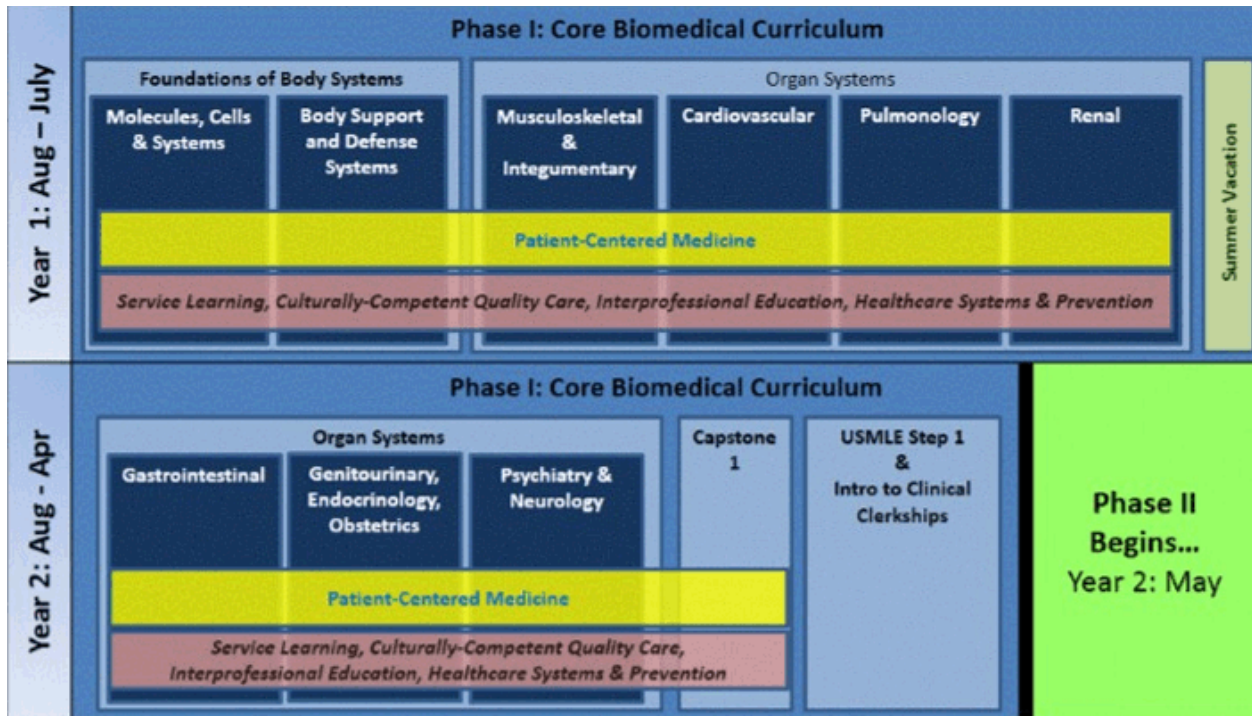 Year 1: Aug – July
Phase I: Core Biomedical Curriculum
Foundations of Body Systems
Organ Systems
Molecules, Cells
& Systems
Body Support
and Defense
Systems
Musculoskeletal
&
Integumentary
Cardiovascular
Pulmonology
Renal
Summer Vacation
Patient-Centered Medicine
Service Learning, Culturally-Competent Quality Care, Interprofessional Education, Healthcare Systems & Prevention
Year 2: Aug - Apr
Phase I: Core Biomedical Curriculum
Organ Systems
Gastrointestinal
Genitourinary,
Endocrinology,
Obstetrics
Psychiatry &
Neurology
Capstone
1
USMLE Step 1
&
Intro to Clinical
Clerkships
Patient-Centered Medicine
Service Learning, Culturally-Competent Quality Care,
Interprofessional Education, Healthcare Systems & Prevention
Phase II
Begins...
Year 2: May